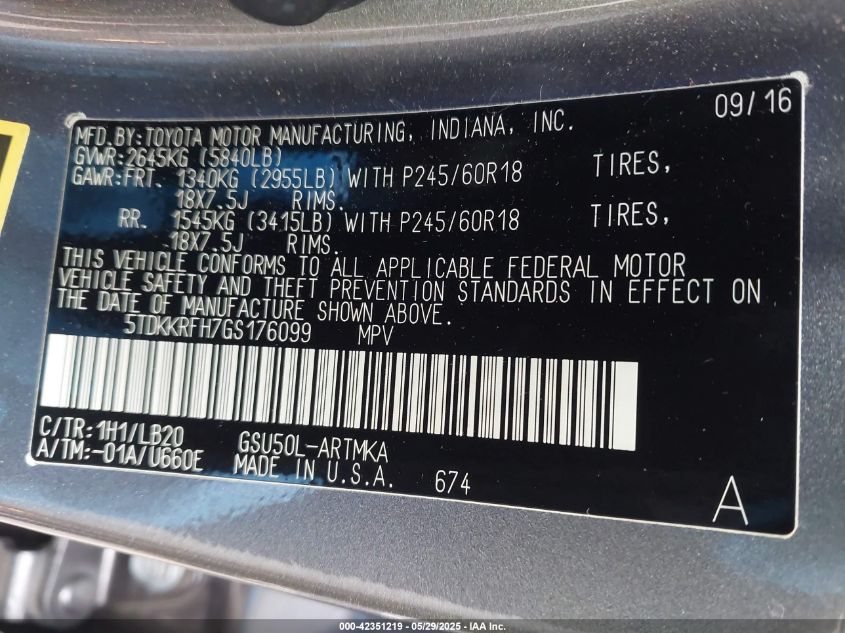 09/16
MFD.BY:TOYOTA MOTOR MANUFACTURING, INDIANA, INC.
GVWR:2645KG (5840LB)
GAWR:FRT. 1340KG (2955LB) WITH P245/60R18 TIRES,
18X7.5J RIMS.
RR. 1545KG (3415LB) WITH P245/60R18 TIRES,
18X7.5J RIMS.
THIS VEHICLE CONFORMS TO ALL APPLICABLE FEDERAL MOTOR
VEHICLE SAFETY AND THEFT PREVENTION STANDARDS IN EFFECT ON
THE DATE OF MANUFACTURE SHOWN ABOVE.
5TDKKRFH7GS176099 MPV
C/TR:1H1/LB20 GSU50L-ARTMKA
A/TM:-01A/U660E MADE IN U.S.A. 674
A
000-42351219 - 05/29/2025 - IAA Inc.